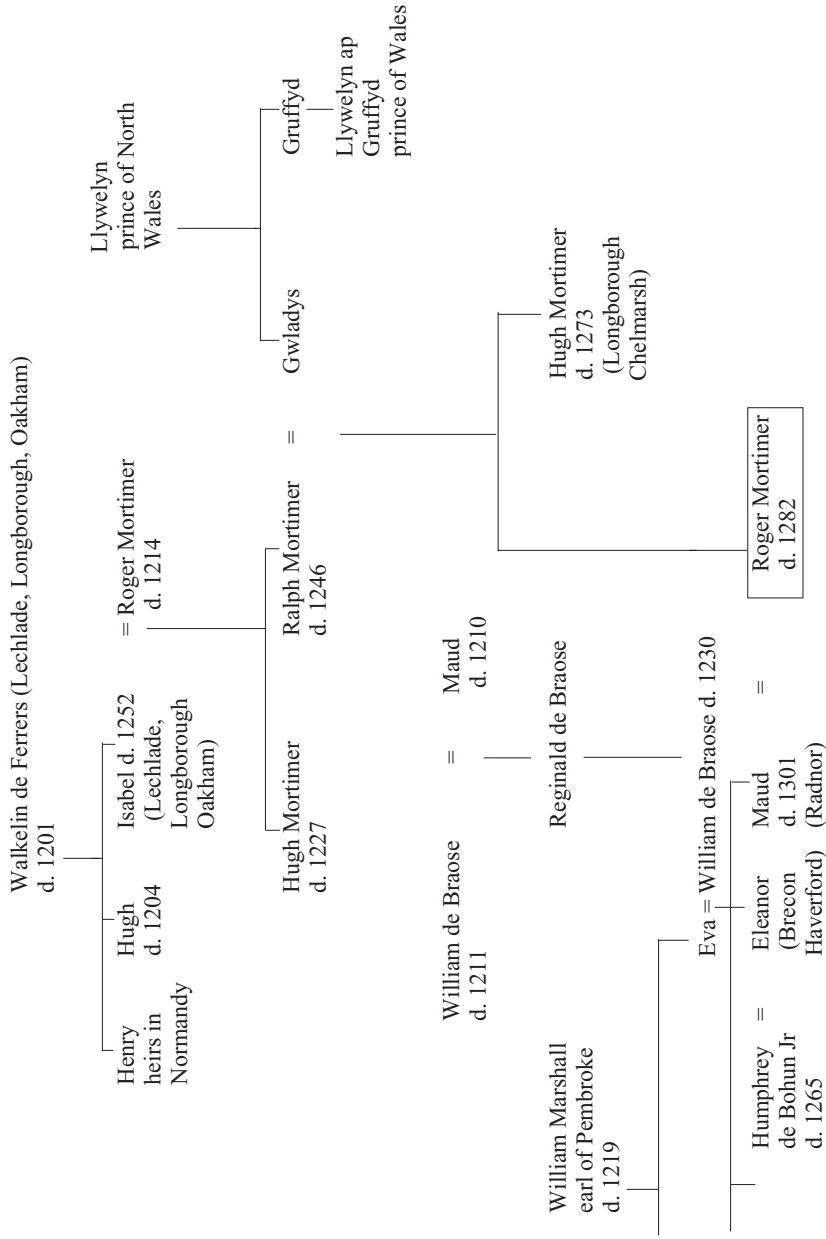 Walkelin de Ferrers (Lechlade, Longborough, Oakham)
d. 1201
Henry
heirs in
Normandy
Hugh
d. 1204
Isabel d. 1252
(Lechlade,
Longborough
Oakham)
= Roger Mortimer
d. 1214
Llywelyn
prince of North
Wales
Hugh Mortimer
d. 1227
Ralph Mortimer
d. 1246
=
Gwladys
Gruffyd
Llywelyn ap
Gruffyd
prince of Wales
William de Braose
d. 1211
=
Maud
d. 1210
Reginald de Braose
Hugh Mortimer
d. 1273
(Longborough
Chelmarsh)
William Marshall
earl of Pembroke
d. 1219
Eva = William de Braose d. 1230
Humphrey
de Bohun Jr
d. 1265
=
Eleanor
(Brecon
Haverford)
Maud
d. 1301
(Radnor)
=
Roger Mortimer
d. 1282